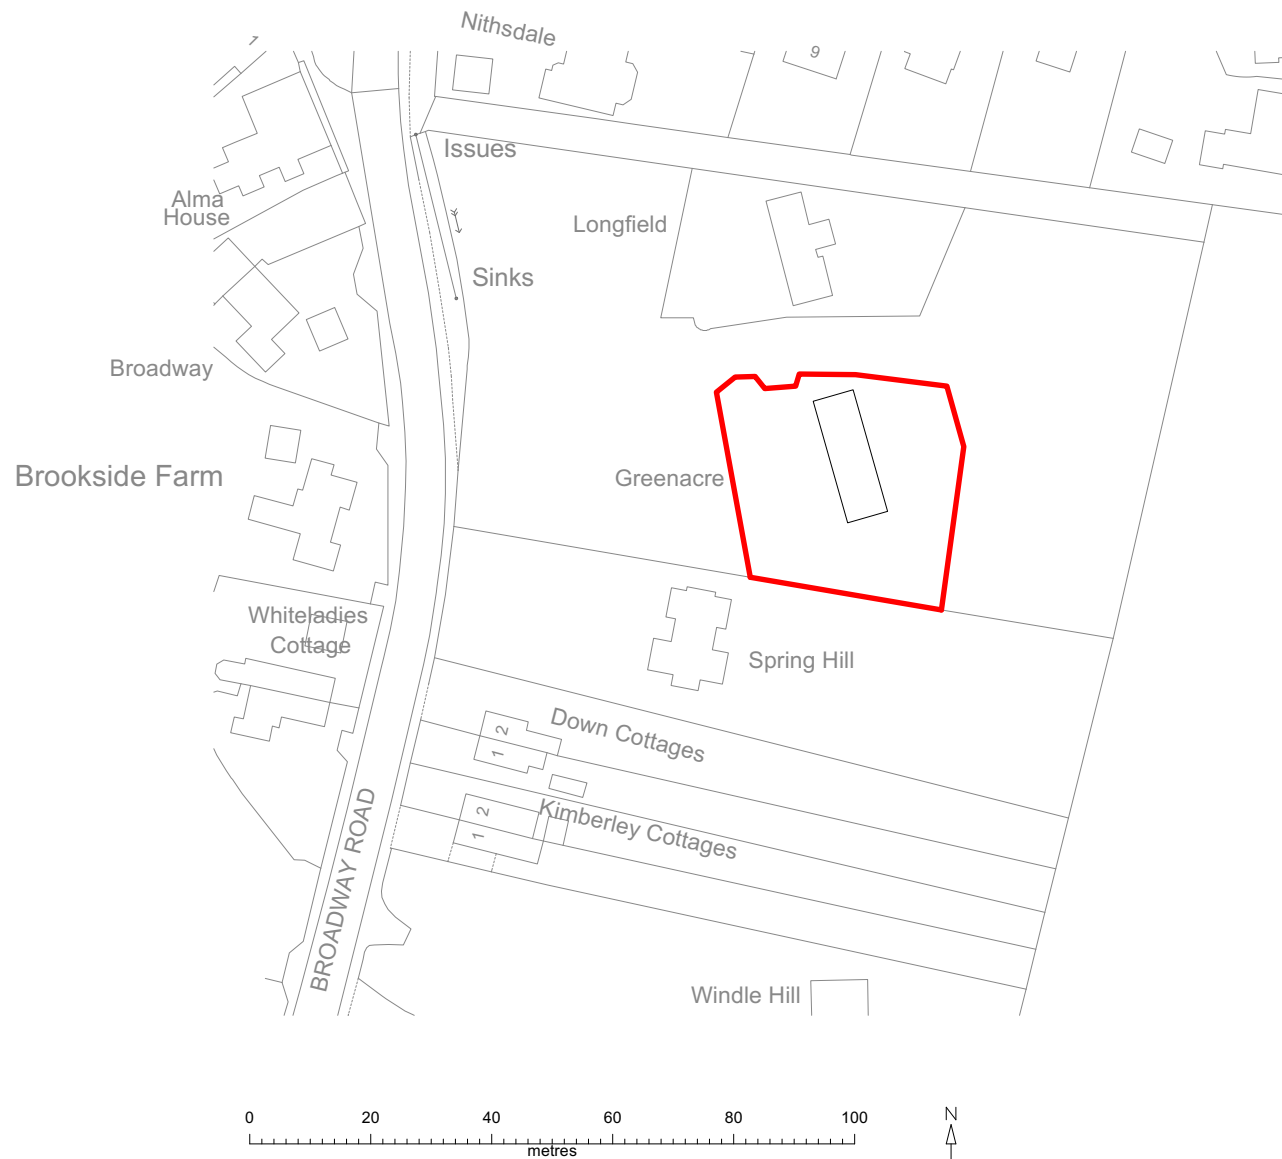 Nithsdale
1
9
Issues
Alma
House
Longfield
Sinks
Broadway
Brookside Farm
Greenacre
Whiteladies
Cottage
Spring Hill
Down Cottages
2
1
Kimberley Cottages
2
1
BROADWAY ROAD
Windle Hill
0 20 40 60 80 100
metres
N